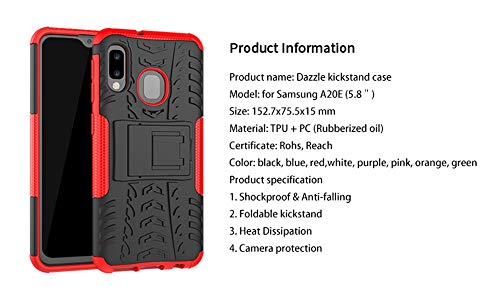 Product Information
Product name: Dazzle kickstand case
Model: for Samsung A20E (5.8＂)
Size: 152.7x75.5x15 mm
Material: TPU + PC (Rubberized oil)
Certificate: Rohs, Reach
Color: black, blue, red,white, purple, pink, orange, green
Product specification
1. Shockproof & Anti-falling
2. Foldable kickstand
3. Heat Dissipation
4. Camera protection